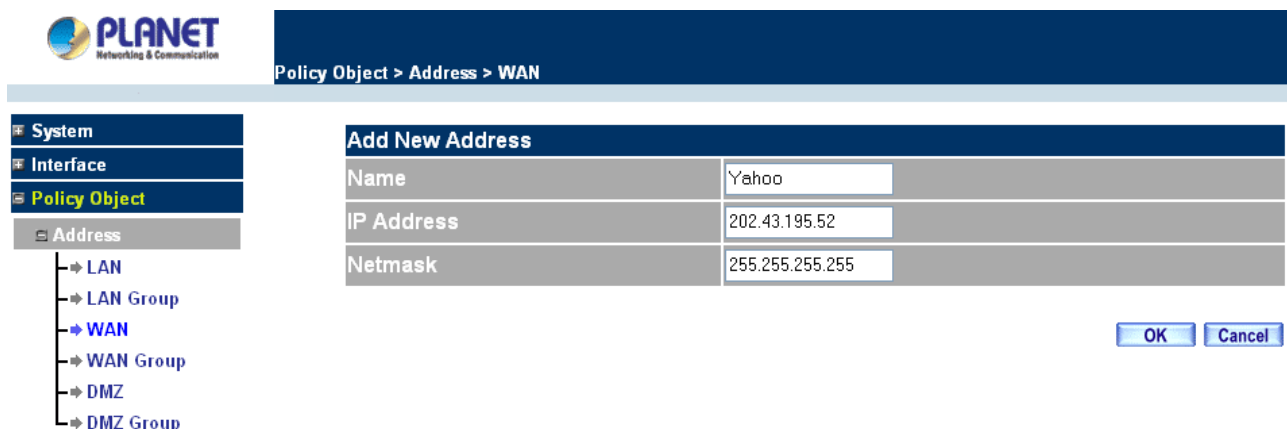 PLANET
Networking & Communication
Policy Object > Address > WAN
System
Interface
Policy Object
Address
LAN
LAN Group
WAN
WAN Group
DMZ
DMZ Group
Add New Address
Name Yahoo
IP Address 202.43.195.52
Netmask 255.255.255.255
OK Cancel